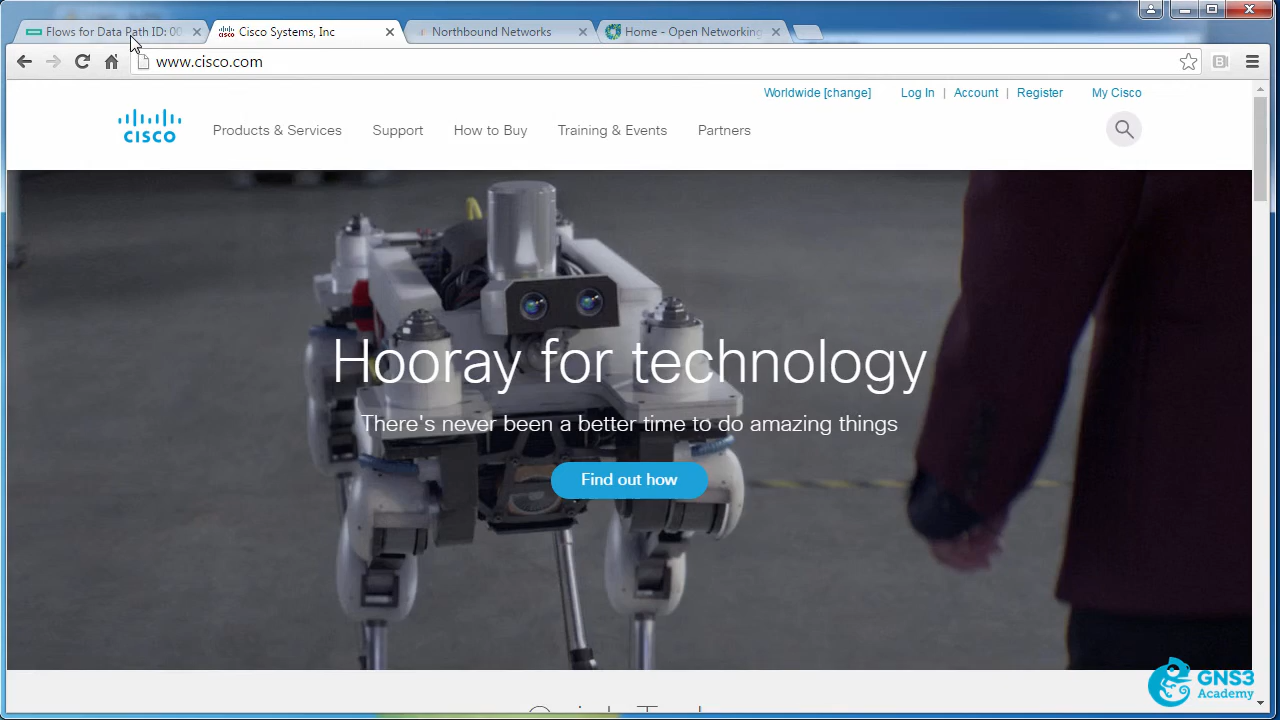 Flows for Data Path ID: 00
Cisco Systems, Inc
Northbound Networks
Home - Open Networking
www.cisco.com
Worldwide [change]
Log In | Account | Register
My Cisco
CISCO
Products & Services
Support
How to Buy
Training & Events
Partners
Hooray for technology
There's never been a better time to do amazing things
Find out how
GNS3
Academy